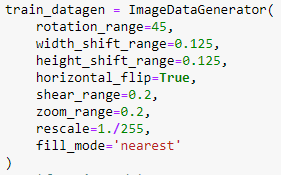 train_datagen = ImageDataGenerator(
    rotation_range=45,
    width_shift_range=0.125,
    height_shift_range=0.125,
    horizontal_flip=True,
    shear_range=0.2,
    zoom_range=0.2,
    rescale=1./255,
    fill_mode='nearest'
)